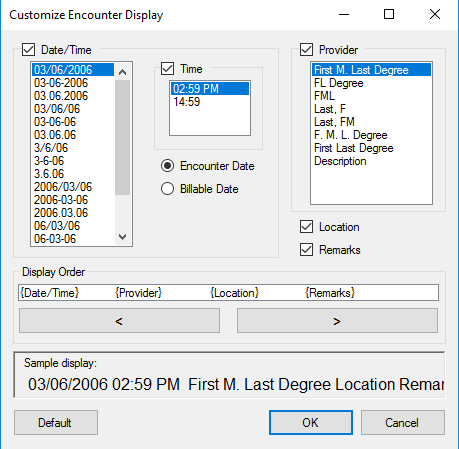 Customize Encounter Display
Date/Time
03/06/2006
03-06-2006
03.06.2006
03/06/06
03-06-06
03.06.06
3/6/06
3-6-06
3.6.06
2006/03/06
2006-03-06
2006.03.06
06/03/06
06-03-06
Time
02:59 PM
14:59
Encounter Date
Billable Date
Provider
First M. Last Degree
FL Degree
FML
Last, F
Last, FM
F. M. L. Degree
First Last Degree
Description
Location
Remarks
Display Order
{Date/Time} {Provider} {Location} {Remarks}
< >
Sample display:
03/06/2006 02:59 PM First M. Last Degree Location Remar
Default OK Cancel